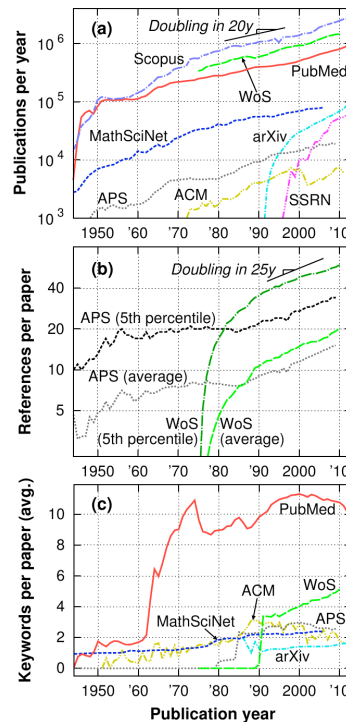 (a)
Doubling in 20y
Scopus
WoS
PubMed
MathSciNet
arXiv
APS
ACM
SSRN
Publications per year
10^6
10^5
10^4
10^3
1950 '60 '70 '80 '90 2000 '10
(b)
Doubling in 25y
APS (5th percentile)
APS (average)
WoS
(5th percentile)
WoS
(average)
References per paper
40
20
10
5
1950 '60 '70 '80 '90 2000 '10
(c)
PubMed
ACM
WoS
MathSciNet
APS
arXiv
Keywords per paper (avg.)
12
10
8
6
4
2
0
1950 '60 '70 '80 '90 2000 '10
Publication year